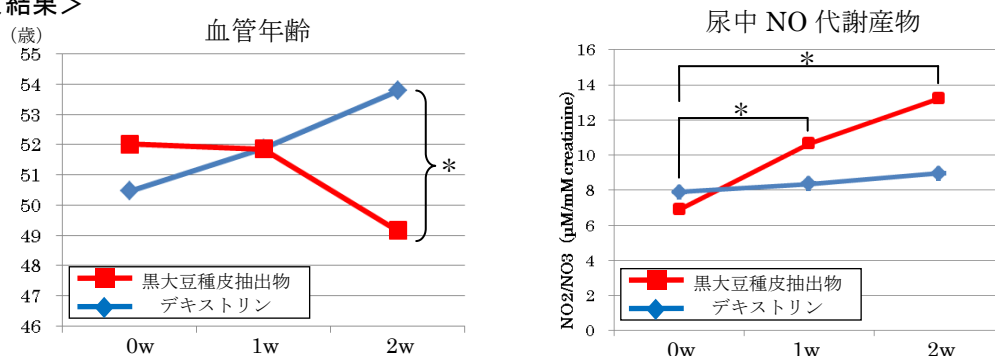 結果＞
(歳)
血管年齢
55
54
53
52
51
50
49
48
47
46
＊
黒大豆種皮抽出物
デキストリン
0w 1w 2w
尿中 NO 代謝産物
NO2/NO3 (µM/mM creatinine)
16
14
12
10
8
6
4
2
0
＊
＊
黒大豆種皮抽出物
デキストリン
0w 1w 2w